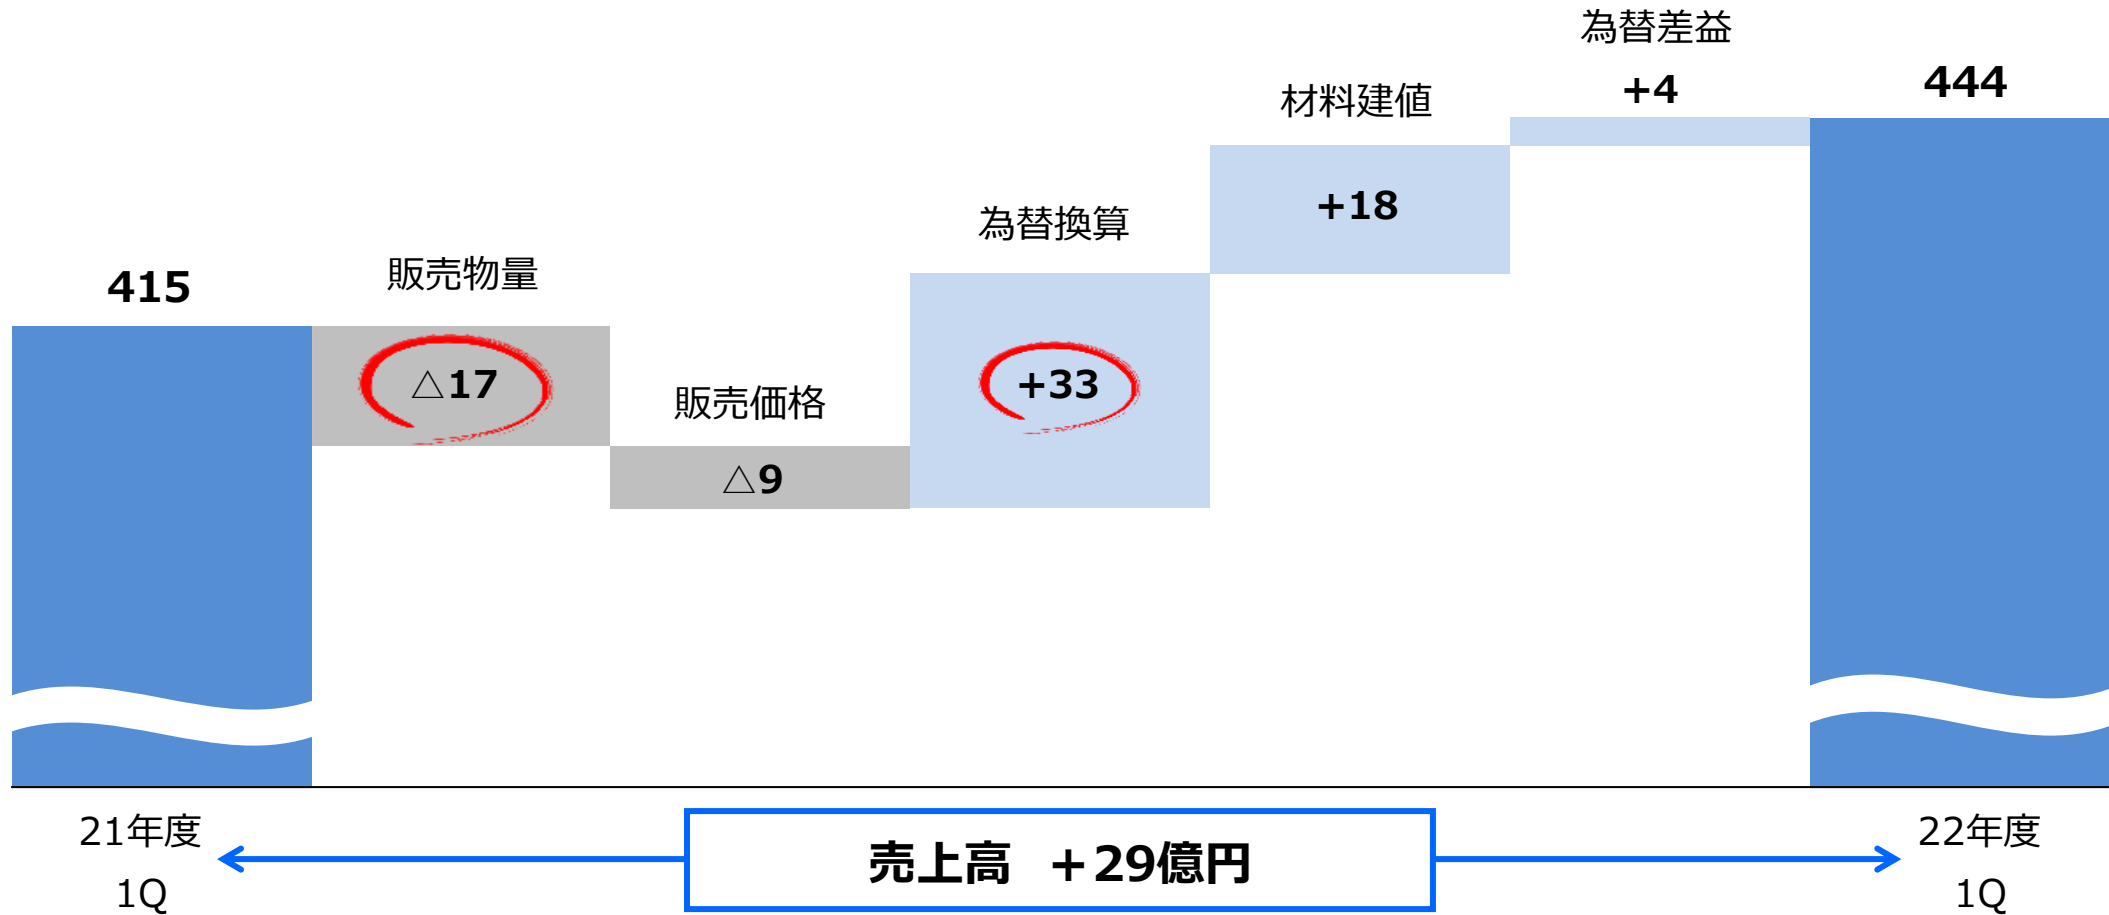 415
販売物量
△17
販売価格
△9
為替換算
+33
材料建値
+18
為替差益
+4
444
21年度
1Q
売上高 +29億円
22年度
1Q